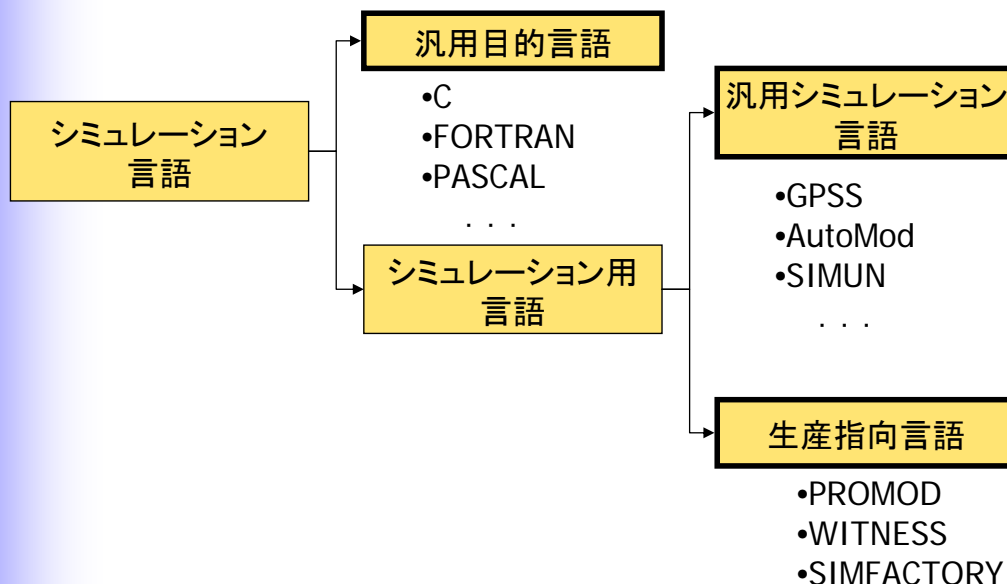 シミュレーション
言語
汎用目的言語
•C
•FORTRAN
•PASCAL
. . .
シミュレーション用
言語
汎用シミュレーション
言語
•GPSS
•AutoMod
•SIMUN
. . .
生産指向言語
•PROMOD
•WITNESS
•SIMFACTORY